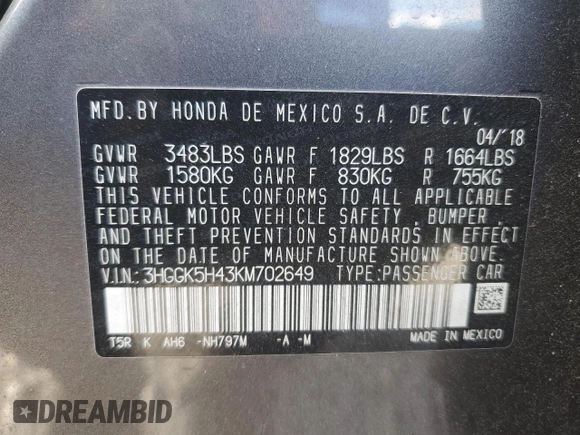 MFD. BY HONDA DE MEXICO S.A. DE C.V.
04/'18
GVWR 3483LBS GAWR F 1829LBS R 1664LBS
GVWR 1580KG GAWR F 830KG R 755KG
THIS VEHICLE CONFORMS TO ALL APPLICABLE
FEDERAL MOTOR VEHICLE SAFETY , BUMPER ,
AND THEFT PREVENTION STANDARDS IN EFFECT
ON THE DATE OF MANUFACTURE SHOWN ABOVE.
V.I.N.: 3HGGK5H43KM702649 TYPE: PASSENGER CAR
T5R K AH6 -NH797M -A -M
MADE IN MEXICO
DREAMBID